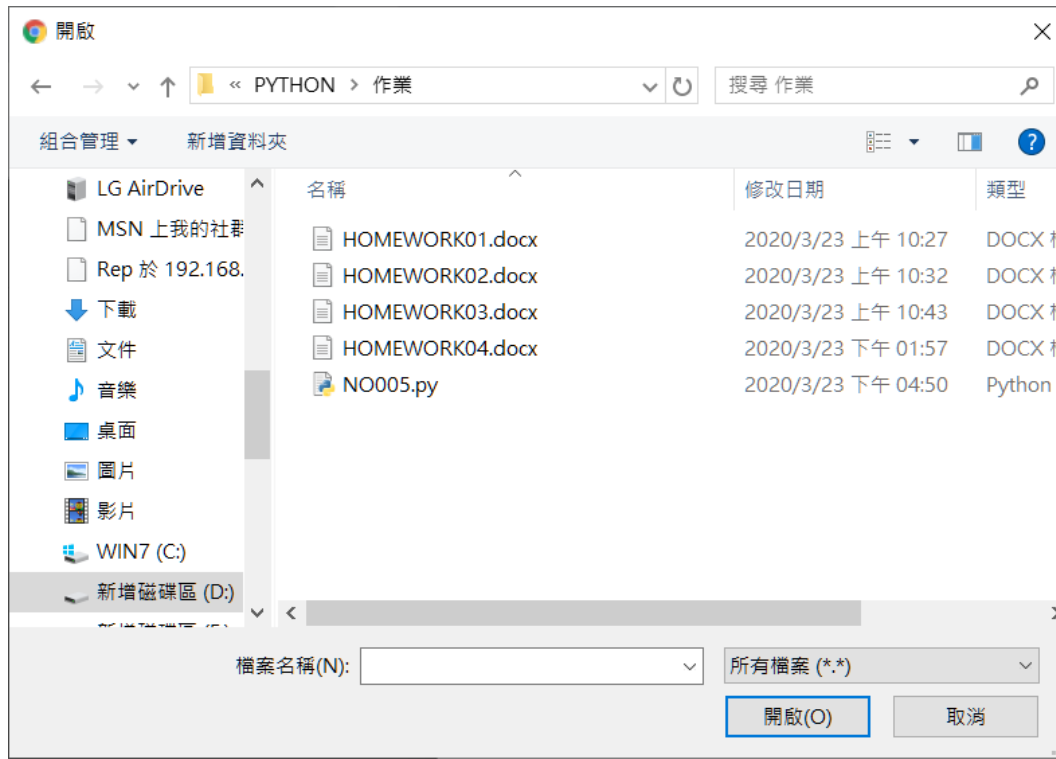 開啟
« PYTHON > 作業
搜尋 作業
組合管理
新增資料夾
LG AirDrive
MSN 上我的社群
Rep 於 192.168.
下載
文件
音樂
桌面
圖片
影片
WIN7 (C:)
新增磁碟區 (D:)
名稱 修改日期 類型
HOMEWORK01.docx 2020/3/23 上午 10:27 DOCX
HOMEWORK02.docx 2020/3/23 上午 10:32 DOCX
HOMEWORK03.docx 2020/3/23 上午 10:43 DOCX
HOMEWORK04.docx 2020/3/23 下午 01:57 DOCX
NO005.py 2020/3/23 下午 04:50 Python
檔案名稱(N):
所有檔案 (*.*)
開啟(O)
取消